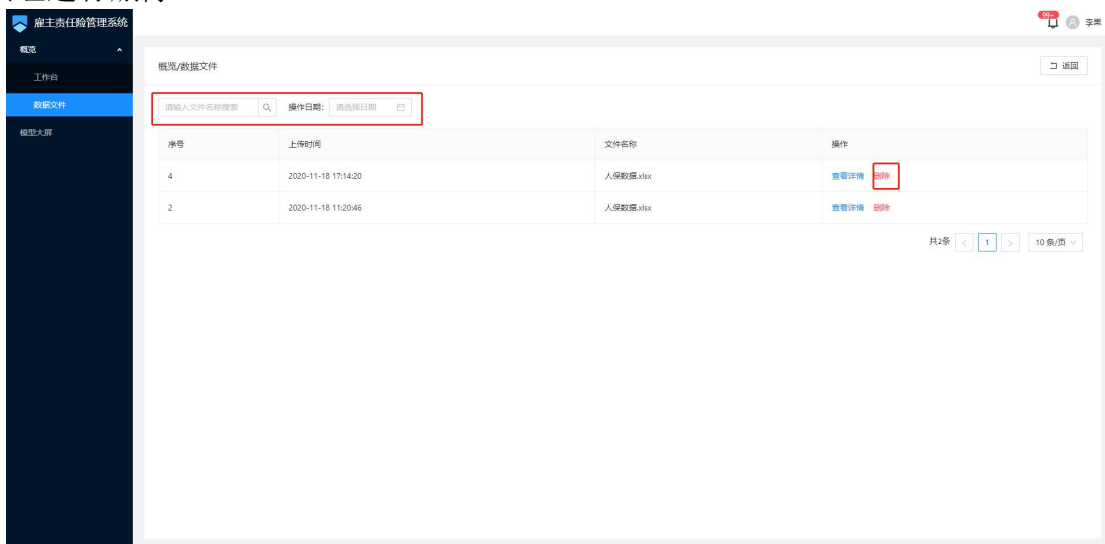 雇主责任险管理系统
99+
李果
概览
工作台
数据文件
模型大屏
概览/数据文件
返回
请输入文件名称搜索 操作日期: 请选择日期
序号 上传时间 文件名称 操作
4 2020-11-18 17:14:20 人保数据.xlsx 查看详情 删除
2 2020-11-18 11:20:46 人保数据.xlsx 查看详情 删除
共2条 < 1 > 10 条/页